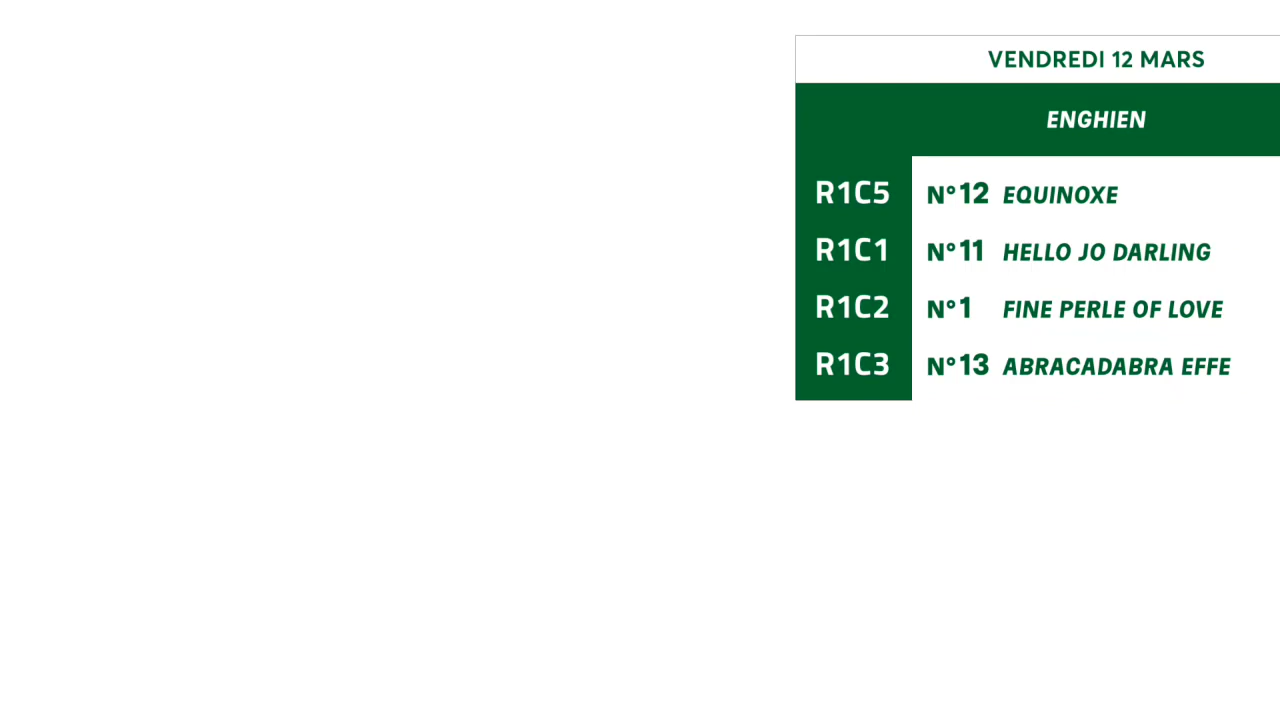 VENDREDI 12 MARS
ENGHIEN
R1C5 N°12 EQUINOXE
R1C1 N°11 HELLO JO DARLING
R1C2 N°1 FINE PERLE OF LOVE
R1C3 N°13 ABRACADABRA EFFE